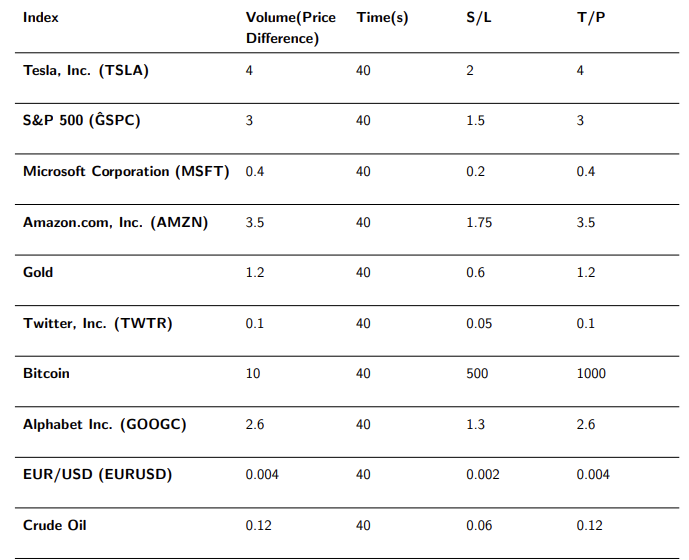 Index Volume(Price Difference) Time(s) S/L T/P
Tesla, Inc. (TSLA) 4 40 2 4
S&P 500 (ĜSPC) 3 40 1.5 3
Microsoft Corporation (MSFT) 0.4 40 0.2 0.4
Amazon.com, Inc. (AMZN) 3.5 40 1.75 3.5
Gold 1.2 40 0.6 1.2
Twitter, Inc. (TWTR) 0.1 40 0.05 0.1
Bitcoin 10 40 500 1000
Alphabet Inc. (GOOGC) 2.6 40 1.3 2.6
EUR/USD (EURUSD) 0.004 40 0.002 0.004
Crude Oil 0.12 40 0.06 0.12